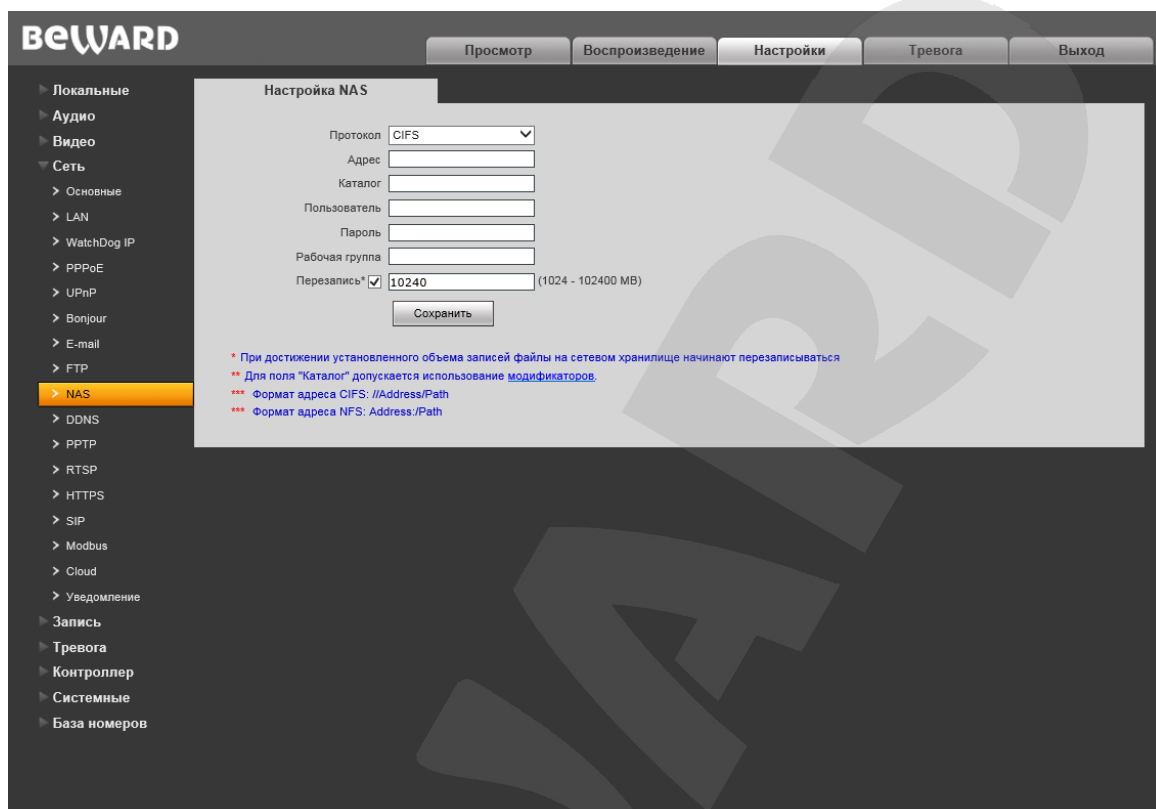 BEWARD
Просмотр Воспроизведение Настройки Тревога Выход
Локальные
Аудио
Видео
Сеть
Основные
LAN
WatchDog IP
PPPoE
UPnP
Bonjour
E-mail
FTP
NAS
DDNS
PPTP
RTSP
HTTPS
SIP
Modbus
Cloud
Уведомление
Запись
Тревога
Контроллер
Системные
База номеров
Настройка NAS
Протокол CIFS
Адрес
Каталог
Пользователь
Пароль
Рабочая группа
Перезапись* 10240 (1024 - 102400 MB)
Сохранить
* При достижении установленного объема записей файлы на сетевом хранилище начинают перезаписываться
** Для поля "Каталог" допускается использование модификаторов.
*** Формат адреса CIFS: //Address/Path
*** Формат адреса NFS: Address:/Path